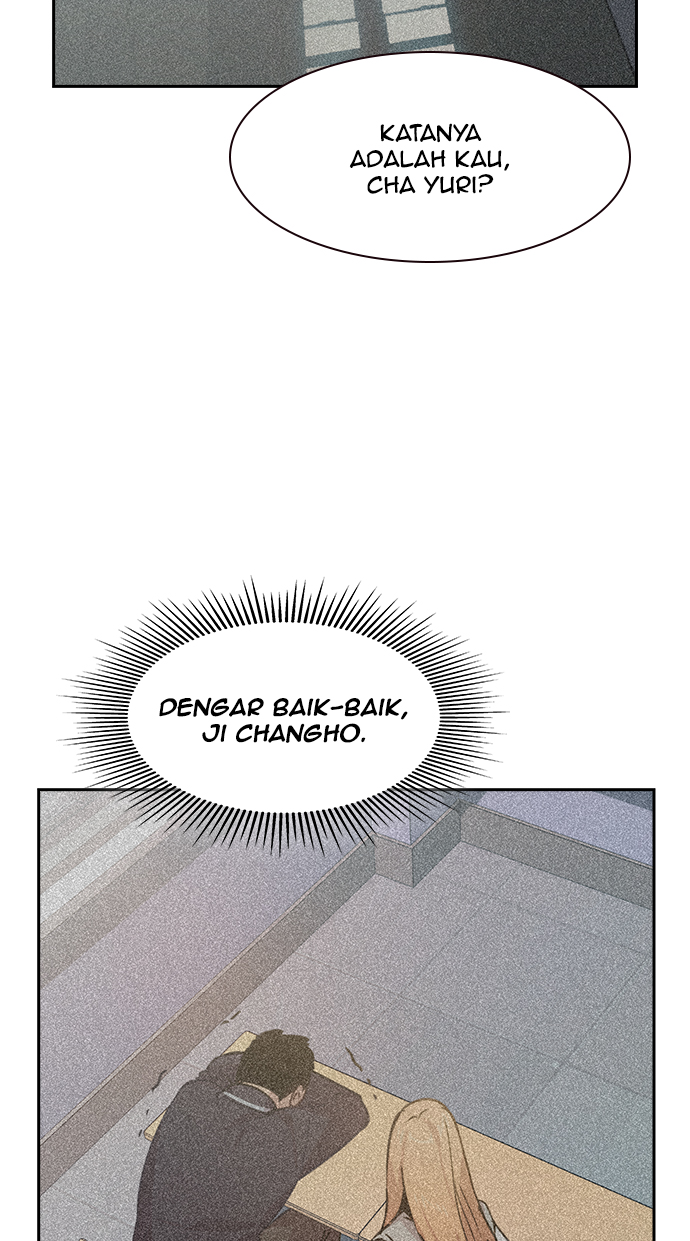 KATANYA
ADALAH KAU,
CHA YURI?
DENGAR BAIK-BAIK,
JI CHANGHO.